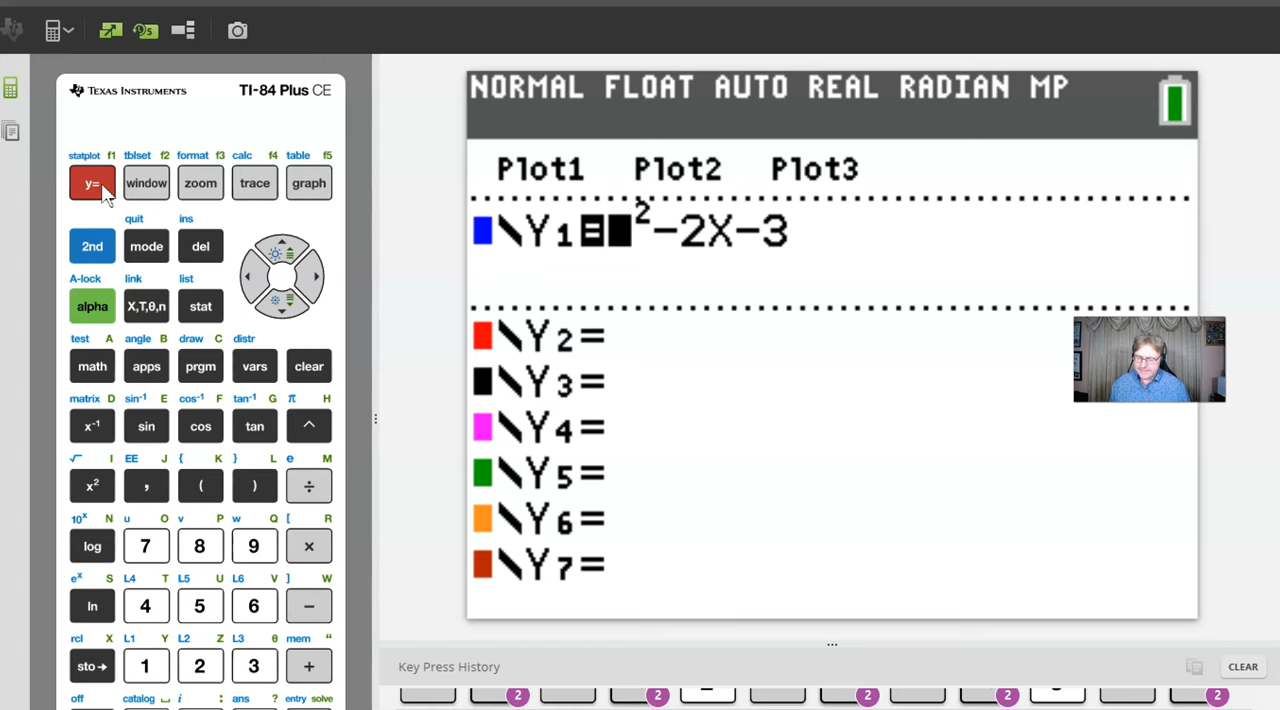 TEXAS INSTRUMENTS TI-84 Plus CE
statplot f1 tblset f2 format f3 calc f4 table f5
y= window zoom trace graph
quit ins
2nd mode del
A-lock link list
alpha X,T,θ,n stat
test A angle B draw C distr
math apps prgm vars clear
matrix D sin⁻¹ E cos⁻¹ F tan⁻¹ G π H
x⁻¹ sin cos tan ^
√ I EE J { K } L e M
x² , ( ) ÷
10ˣ N u O v P w Q [ R
log 7 8 9 ×
eˣ S L4 T L5 U L6 V ] W
ln 4 5 6 −
rcl X L1 Y L2 Z L3 θ mem “
sto→ 1 2 3 +
off catalog ␣ i : ans ? entry solve
NORMAL FLOAT AUTO REAL RADIAN MP
Plot1 Plot2 Plot3
\Y1=■²-2X-3
\Y2=
\Y3=
\Y4=
\Y5=
\Y6=
\Y7=
Key Press History CLEAR
2 2 2 2 2